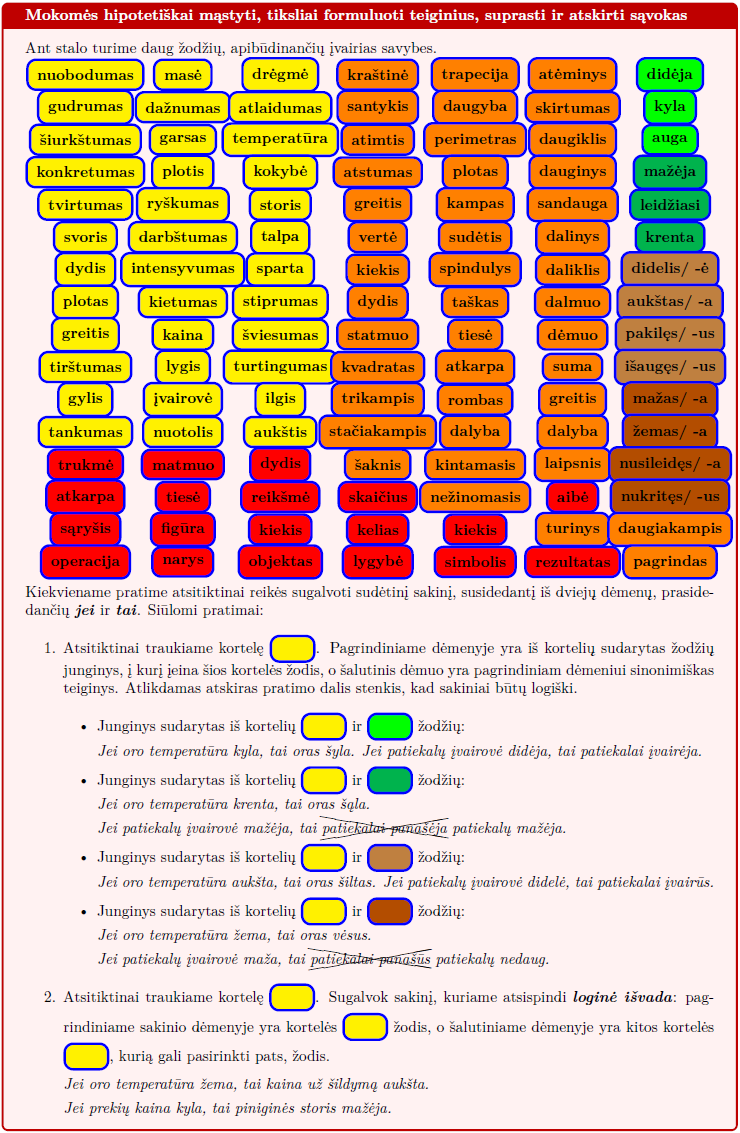 Mokomės hipotetiškai mąstyti, tiksliai formuluoti teiginius, suprasti ir atskirti sąvokas
Ant stalo turime daug žodžių, apibūdinančių įvairias savybes.
nuobodumas masė drėgmė kraštinė trapecija atėminys didėja
gudrumas dažnumas atlaidumas santykis daugyba skirtumas kyla
šiurkštumas garsas temperatūra atimtis perimetras daugiklis auga
konkretumas plotis kokybė atstumas plotas dauginys mažėja
tvirtumas ryškumas storis greitis kampas sandauga leidžiasi
svoris darbštumas talpa vertė sudėtis dalinys krenta
dydis intensyvumas sparta kiekis spindulys daliklis didelis/ -ė
plotas kietumas stiprumas dydis taškas dalmuo aukštas/ -a
greitis kaina šviesumas statmuo tiesė dėmuo pakilęs/ -us
tirštumas lygis turtingumas kvadratas atkarpa suma išaugęs/ -us
gylis įvairovė ilgis trikampis rombas greitis mažas/ -a
tankumas nuotolis aukštis stačiakampis dalyba dalyba žemas/ -a
trukmė matmuo dydis šaknis kintamasis laipsnis nusileidęs/ -a
atkarpa tiesė reikšmė skaičius nežinomasis aibė nukritęs/ -us
sąryšis figūra kiekis kelias kiekis turinys daugiakampis
operacija narys objektas lygybė simbolis rezultatas pagrindas
Kiekviename pratime atsitiktinai reikės sugalvoti sudėtinį sakinį, susidedantį iš dviejų dėmenų, praside-
dančių jei ir tai. Siūlomi pratimai:
1. Atsitiktinai traukiame kortelę . Pagrindiniame dėmenyje yra iš kortelių sudarytas žodžių
junginys, į kurį įeina šios kortelės žodis, o šalutinis dėmuo yra pagrindiniam dėmeniui sinonimiškas
teiginys. Atlikdamas atskiras pratimo dalis stenkis, kad sakiniai būtų logiški.
• Junginys sudarytas iš kortelių ir žodžių:
Jei oro temperatūra kyla, tai oras šyla. Jei patiekalų įvairovė didėja, tai patiekalai įvairėja.
• Junginys sudarytas iš kortelių ir žodžių:
Jei oro temperatūra krenta, tai oras šąla.
Jei patiekalų įvairovė mažėja, tai patiekalai panašėja patiekalų mažėja.
• Junginys sudarytas iš kortelių ir žodžių:
Jei oro temperatūra aukšta, tai oras šiltas. Jei patiekalų įvairovė didelė, tai patiekalai įvairūs.
• Junginys sudarytas iš kortelių ir žodžių:
Jei oro temperatūra žema, tai oras vėsus.
Jei patiekalų įvairovė maža, tai patiekalai panašūs patiekalų nedaug.
2. Atsitiktinai traukiame kortelę . Sugalvok sakinį, kuriame atsispindi loginė išvada: pag-
rindiniame sakinio dėmenyje yra kortelės žodis, o šalutiniame dėmenyje yra kitos kortelės
, kurią gali pasirinkti pats, žodis.
Jei oro temperatūra žema, tai kaina už šildymą aukšta.
Jei prekių kaina kyla, tai piniginės storis mažėja.